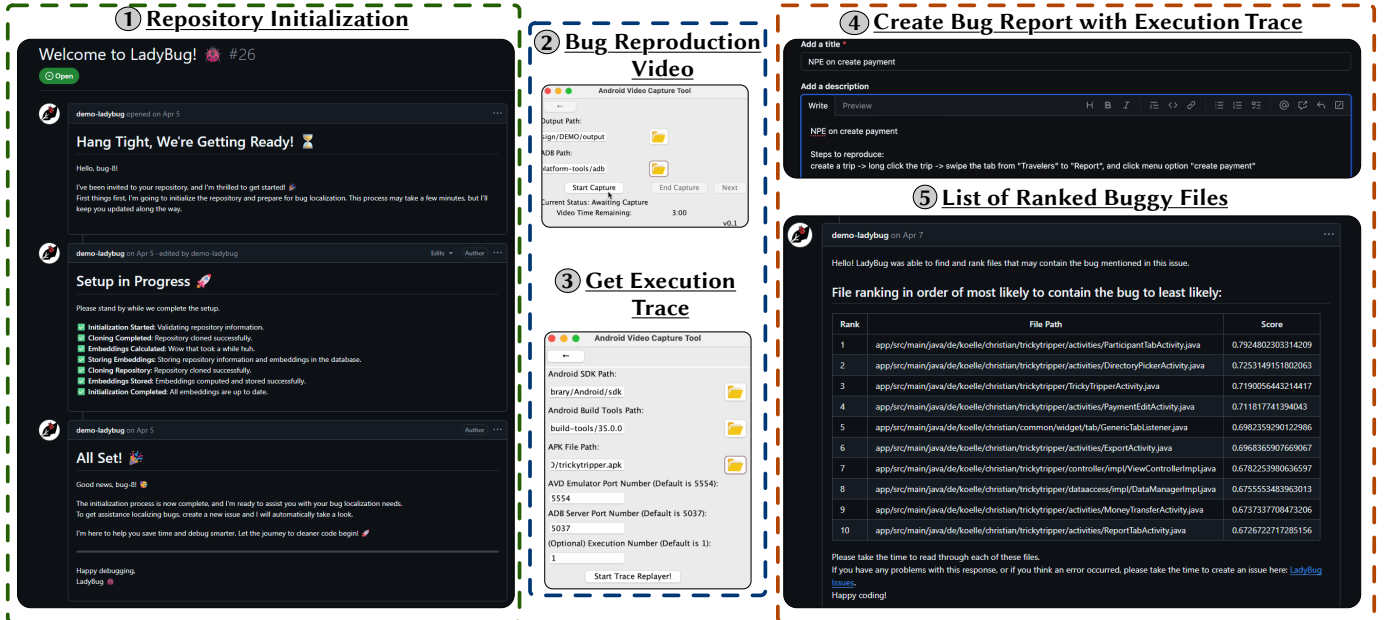 1 Repository Initialization
Welcome to LadyBug! 🐞 #26
Open
demo-ladybug opened on Apr 5
Hang Tight, We're Getting Ready! ⏳
Hello, bug-8!
I've been invited to your repository, and I'm thrilled to get started! 🎉
First things first, I'm going to initialize the repository and prepare for bug localization. This process may take a few minutes, but I'll
keep you updated along the way.
demo-ladybug on Apr 5 · edited by demo-ladybug
Edits
Author
Setup in Progress 🚀
Please stand by while we complete the setup.
✅ Initialization Started: Validating repository information.
✅ Cloning Completed: Repository cloned successfully.
✅ Embeddings Calculated: Wow that took a while huh.
✅ Storing Embeddings: Storing repository information and embeddings in the database.
✅ Cloning Repository: Repository cloned successfully.
✅ Embeddings Stored: Embeddings computed and stored successfully.
✅ Initialization Completed: All embeddings are up to date.
demo-ladybug on Apr 5
Author
All Set! 🎉
Good news, bug-8!
The initialization process is now complete, and I'm ready to assist you with your bug localization needs.
To get assistance localizing bugs, create a new issue and I will automatically take a look.
I'm here to help you save time and debug smarter. Let the journey to cleaner code begin! 🚀
Happy debugging,
LadyBug 🐞
2 Bug Reproduction
Video
Android Video Capture Tool
←
Output Path:
sign/DEMO/output
ADB Path:
platform-tools/adb
Start Capture
End Capture
Next
Current Status: Awaiting Capture
Video Time Remaining: 3:00
v0.1
3 Get Execution
Trace
Android Video Capture Tool
←
Android SDK Path:
brary/Android/sdk
Android Build Tools Path:
build-tools/35.0.0
APK File Path:
)/trickytripper.apk
AVD Emulator Port Number (Default is 5554):
5554
ADB Server Port Number (Default is 5037):
5037
(Optional) Execution Number (Default is 1):
1
Start Trace Replayer!
4 Create Bug Report with Execution Trace
Add a title *
NPE on create payment
Add a description
Write Preview
NPE on create payment
Steps to reproduce:
create a trip -> long click the trip -> swipe the tab from "Travelers" to "Report", and click menu option "create payment"
5 List of Ranked Buggy Files
demo-ladybug on Apr 7
Hello! LadyBug was able to find and rank files that may contain the bug mentioned in this issue.
File ranking in order of most likely to contain the bug to least likely:
Rank File Path Score
1 app/src/main/java/de/koelle/christian/trickytripper/activities/ParticipantTabActivity.java 0.7924802303314209
2 app/src/main/java/de/koelle/christian/trickytripper/activities/DirectoryPickerActivity.java 0.7253149151802063
3 app/src/main/java/de/koelle/christian/trickytripper/TrickyTripperActivity.java 0.7190056443214417
4 app/src/main/java/de/koelle/christian/trickytripper/activities/PaymentEditActivity.java 0.711817741394043
5 app/src/main/java/de/koelle/christian/common/widget/tab/GenericTabListener.java 0.6982359290122986
6 app/src/main/java/de/koelle/christian/trickytripper/activities/ExportActivity.java 0.6968365907669067
7 app/src/main/java/de/koelle/christian/trickytripper/controller/impl/ViewControllerImpl.java 0.6782253980636597
8 app/src/main/java/de/koelle/christian/trickytripper/dataaccess/impl/DataManagerImpl.java 0.6755553483963013
9 app/src/main/java/de/koelle/christian/trickytripper/activities/MoneyTransferActivity.java 0.6737337708473206
10 app/src/main/java/de/koelle/christian/trickytripper/activities/ReportTabActivity.java 0.6726722717285156
Please take the time to read through each of these files.
If you have any problems with this response, or if you think an error occurred, please take the time to create an issue here: LadyBug
Issues.
Happy coding!